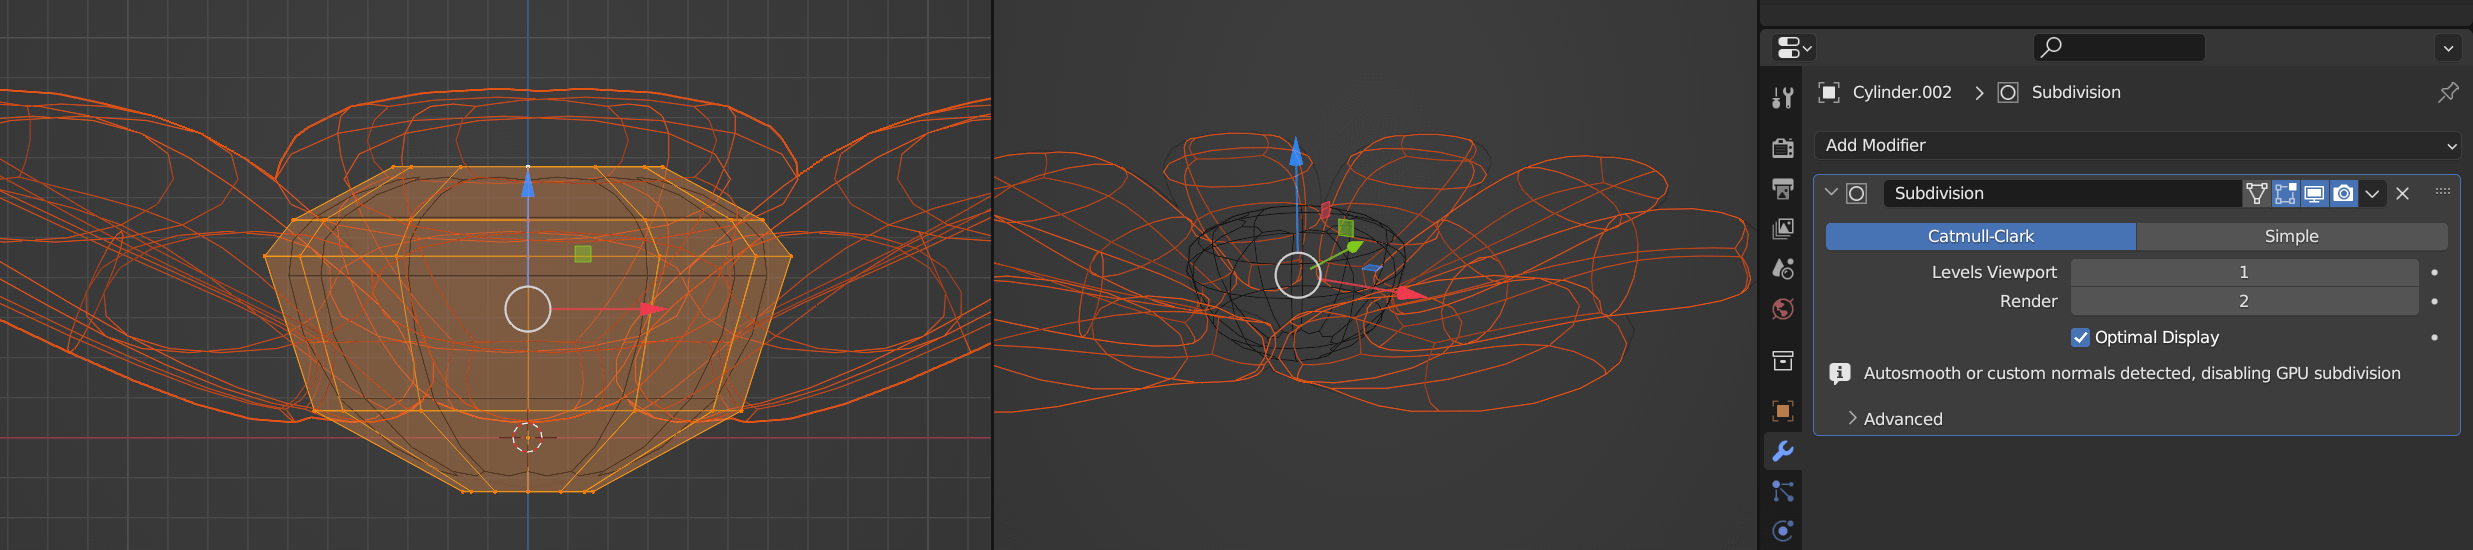 Cylinder.002 > Subdivision
Add Modifier
Subdivision
Catmull-Clark Simple
Levels Viewport 1
Render 2
Optimal Display
Autosmooth or custom normals detected, disabling GPU subdivision
Advanced